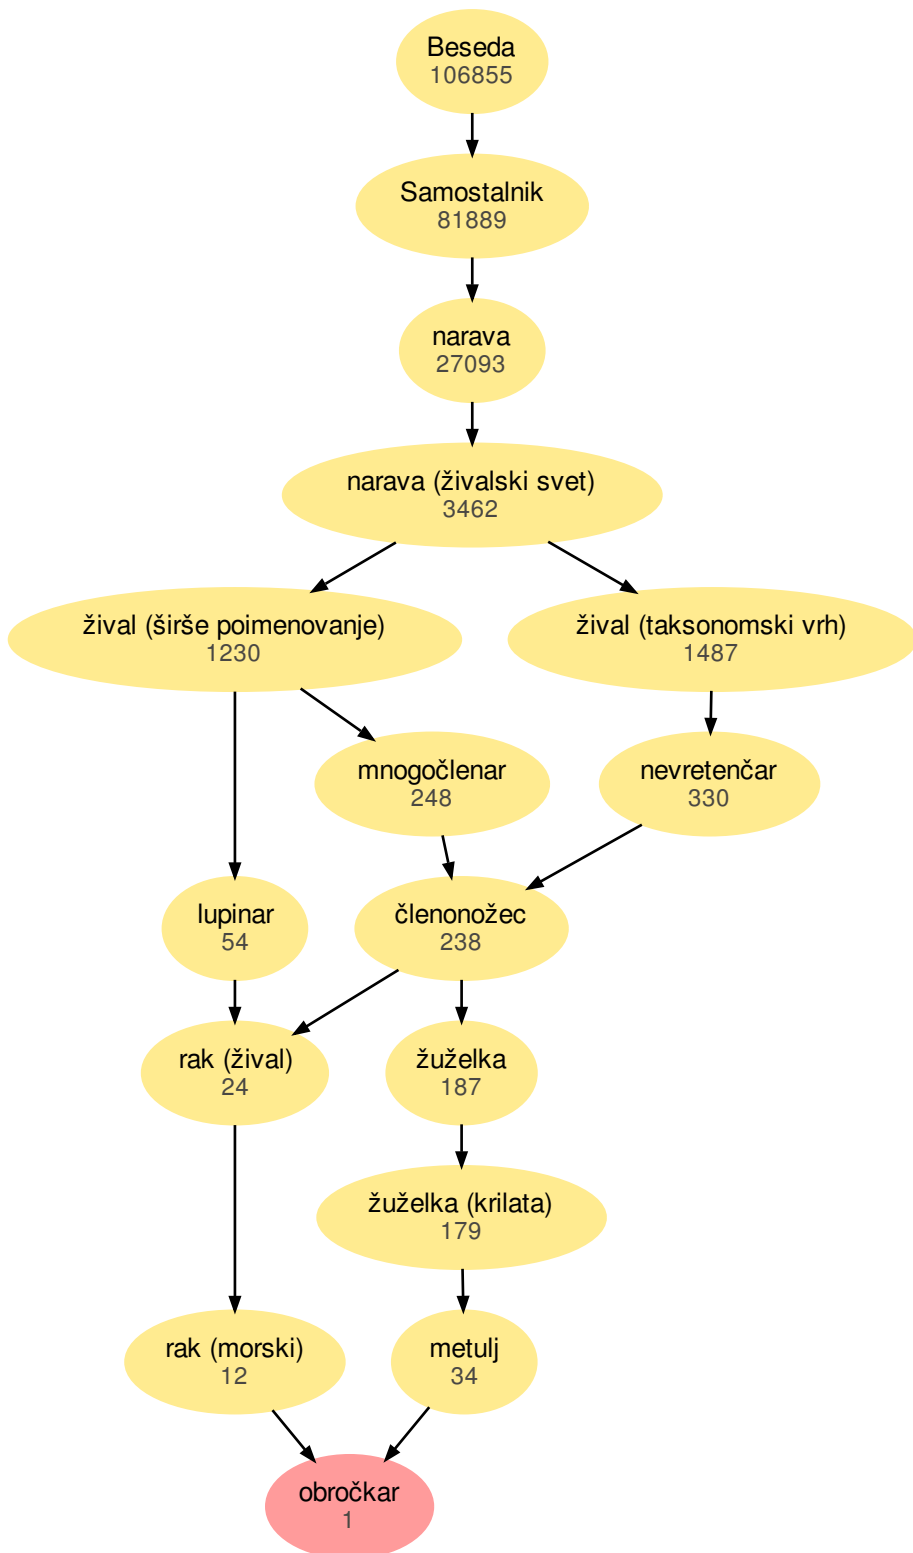 Beseda
106855
Samostalnik
81889
narava
27093
narava (živalski svet)
3462
žival (širše poimenovanje)
1230
žival (taksonomski vrh)
1487
mnogočlenar
248
nevretenčar
330
lupinar
54
členonožec
238
rak (žival)
24
žuželka
187
žuželka (krilata)
179
rak (morski)
12
metulj
34
obročkar
1